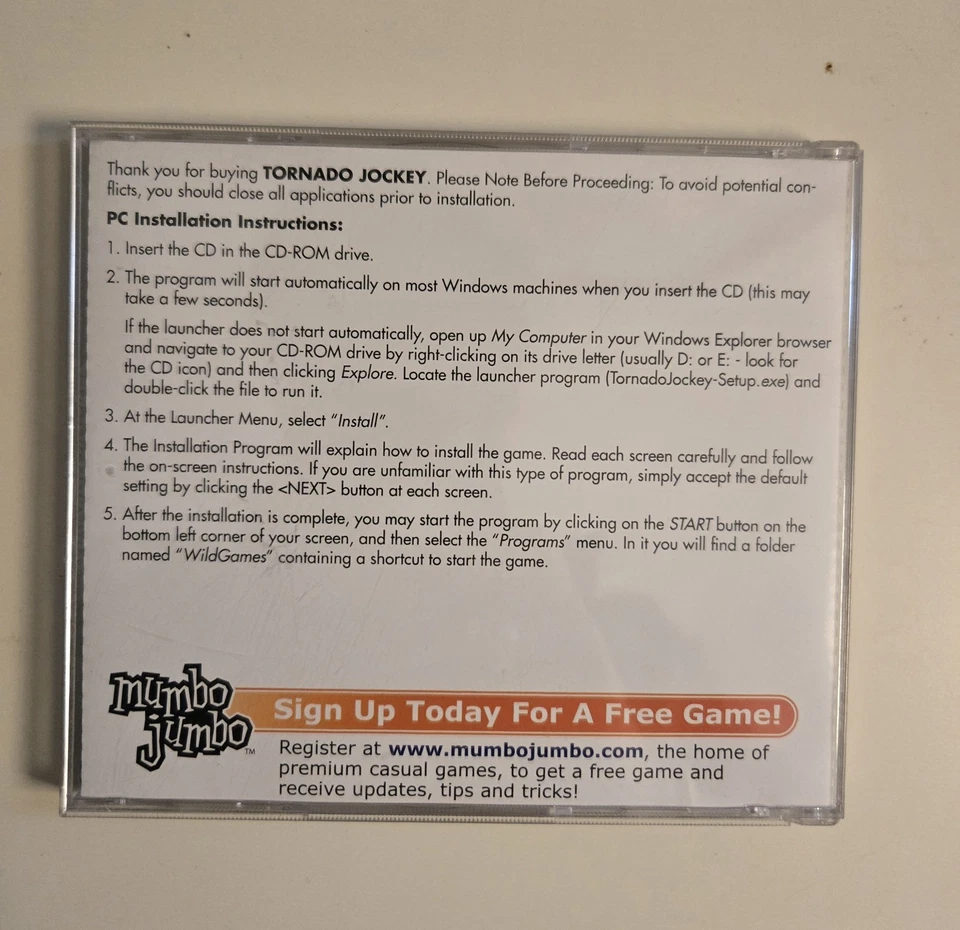 Thank you for buying TORNADO JOCKEY. Please Note Before Proceeding: To avoid potential con-
flicts, you should close all applications prior to installation.
PC Installation Instructions:
1. Insert the CD in the CD-ROM drive.
2. The program will start automatically on most Windows machines when you insert the CD (this may
take a few seconds).
If the launcher does not start automatically, open up My Computer in your Windows Explorer browser
and navigate to your CD-ROM drive by right-clicking on its drive letter (usually D: or E: - look for
the CD icon) and then clicking Explore. Locate the launcher program (TornadoJockey-Setup.exe) and
double-click the file to run it.
3. At the Launcher Menu, select "Install".
4. The Installation Program will explain how to install the game. Read each screen carefully and follow
the on-screen instructions. If you are unfamiliar with this type of program, simply accept the default
setting by clicking the <NEXT> button at each screen.
5. After the installation is complete, you may start the program by clicking on the START button on the
bottom left corner of your screen, and then select the "Programs" menu. In it you will find a folder
named "WildGames" containing a shortcut to start the game.
mumbo
jumbo™
Sign Up Today For A Free Game!
Register at www.mumbojumbo.com, the home of
premium casual games, to get a free game and
receive updates, tips and tricks!